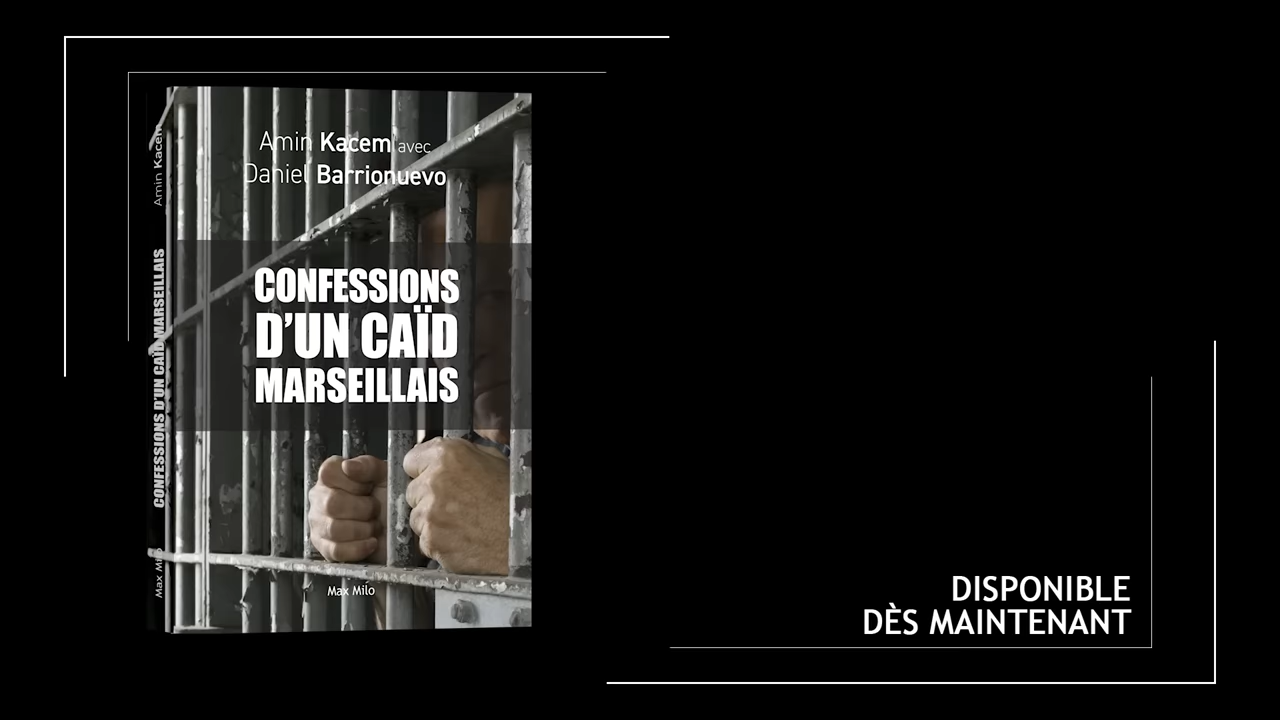 Amin Kacem avec
Daniel Barrionuevo
CONFESSIONS
D'UN CAÏD
MARSEILLAIS
Max Milo
Amin Kacem
CONFESSIONS D'UN CAÏD MARSEILLAIS
Max Milo
DISPONIBLE
DÈS MAINTENANT